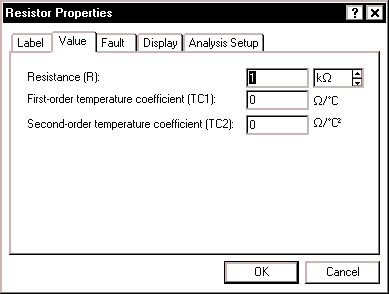 Resistor Properties ? ×
Label Value Fault Display Analysis Setup
Resistance (R): 1 kΩ
First-order temperature coefficient (TC1): 0 Ω/°C
Second-order temperature coefficient (TC2): 0 Ω/°C²
OK Cancel